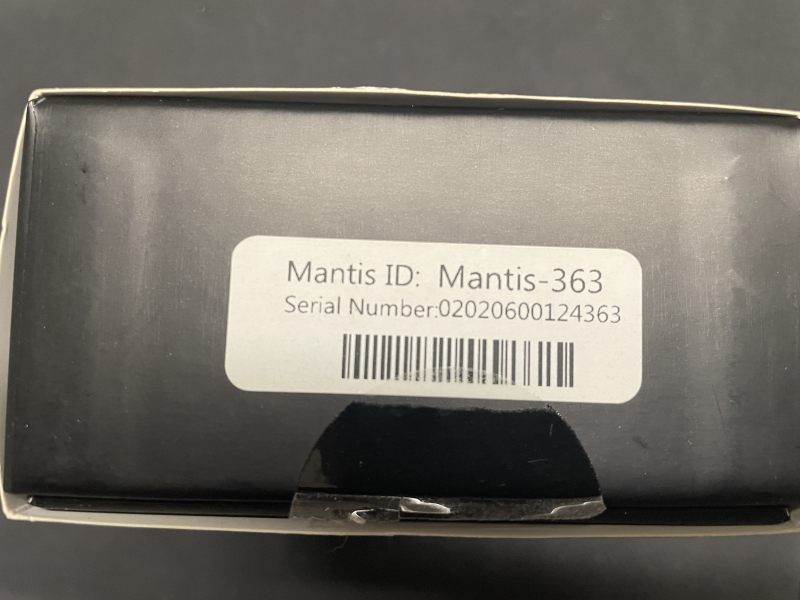 Mantis ID: Mantis-363
Serial Number:02020600124363